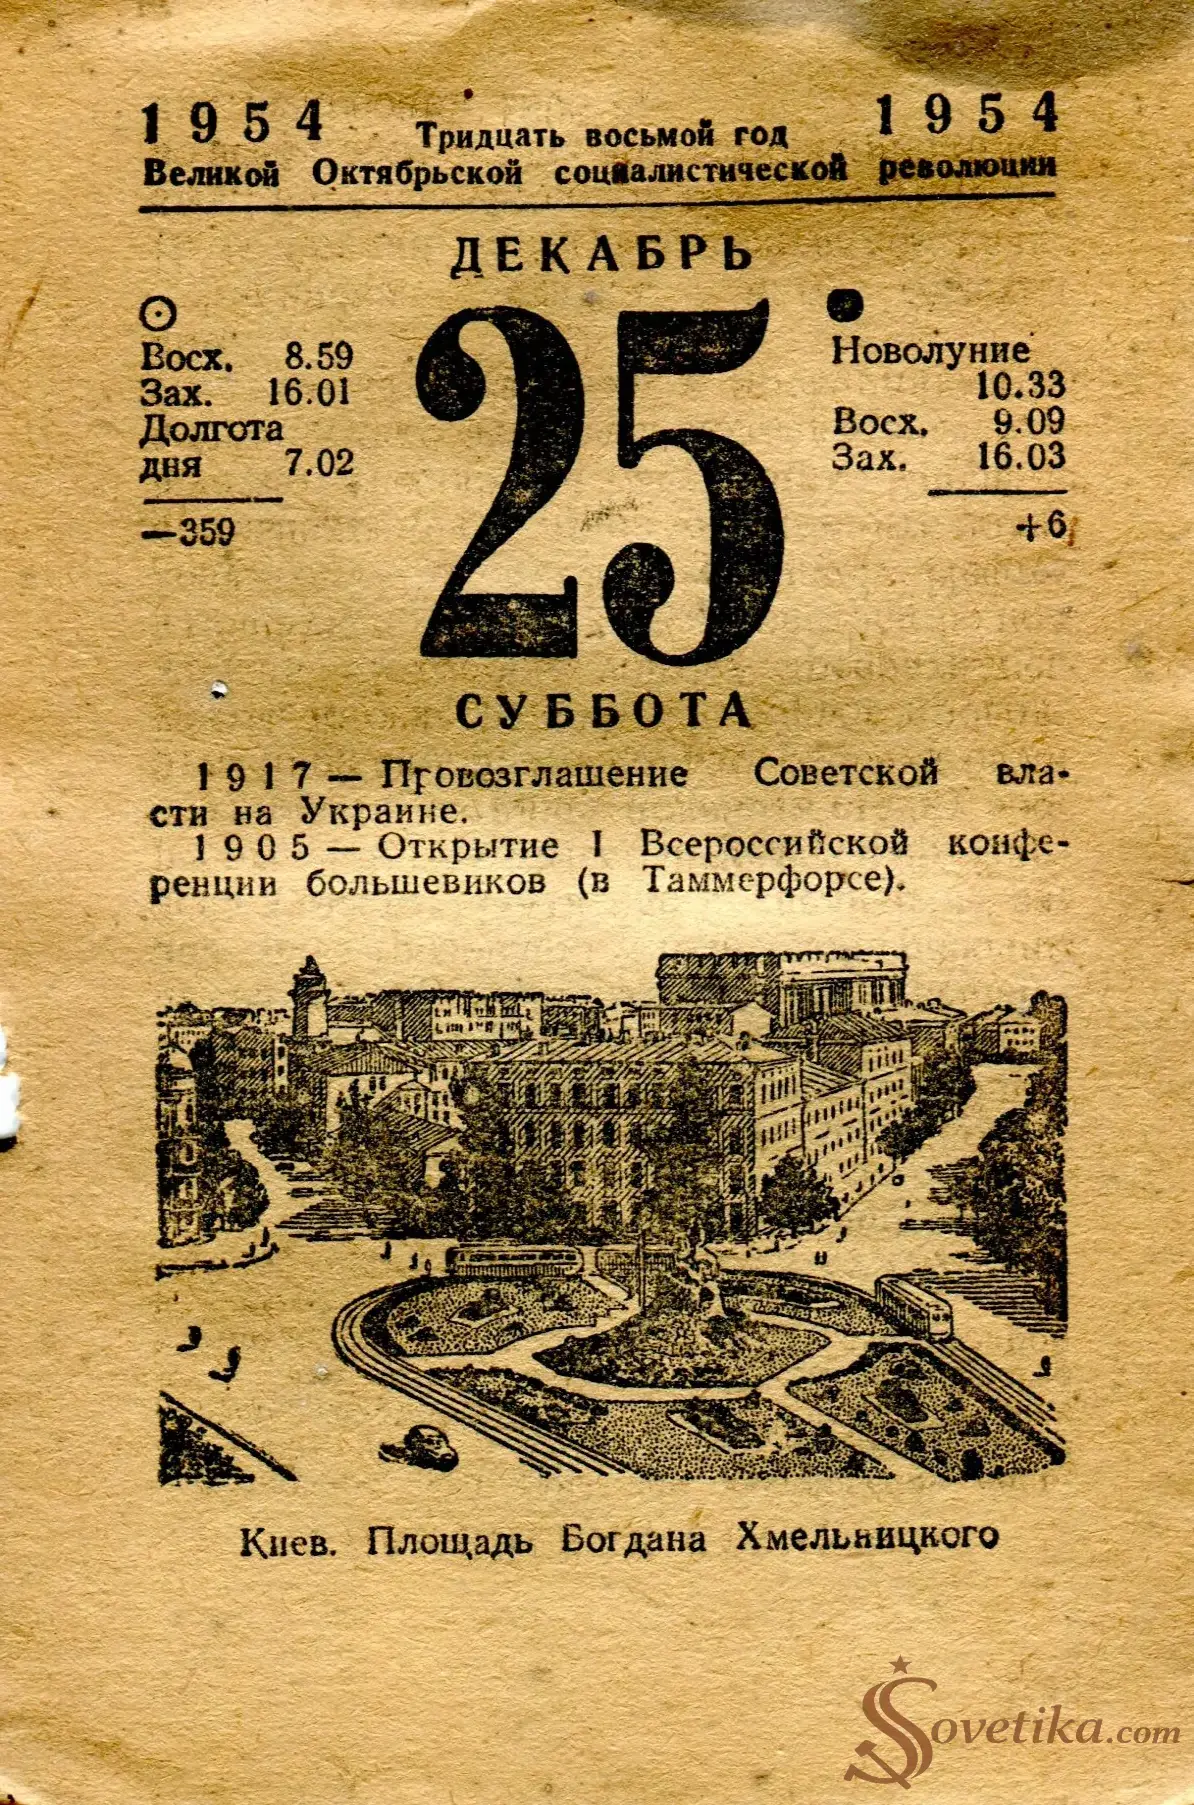 1954 Тридцать восьмой год 1954
Великой Октябрьской социалистической революции
ДЕКАБРЬ
25
Восх. 8.59
Зах. 16.01
Долгота
дня 7.02
—359
Новолуние
10.33
Восх. 9.09
Зах. 16.03
+6
СУББОТА
1917 — Провозглашение Советской вла-
сти на Украине.
1905 — Открытие I Всероссийской конфе-
ренции большевиков (в Таммерфорсе).
Киев. Площадь Богдана Хмельницкого
Sovetika.com